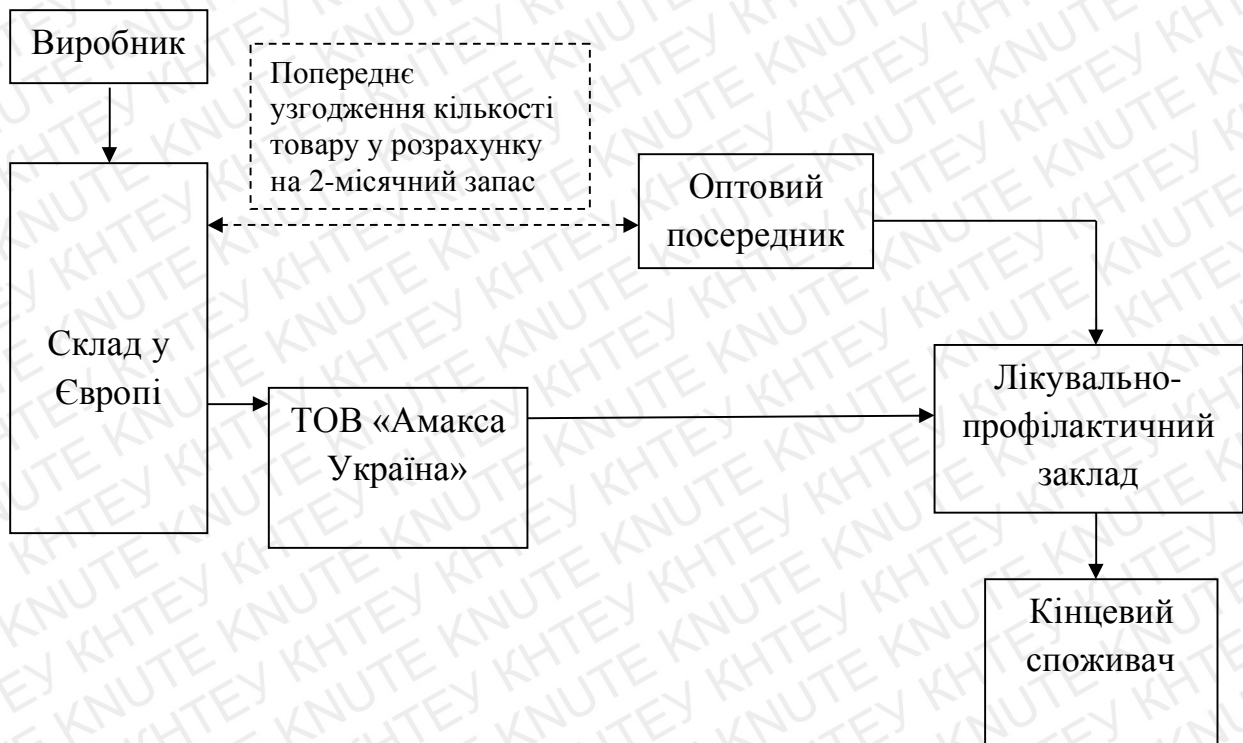 Виробник
Попереднє
узгодження кількості
товару у розрахунку
на 2-місячний запас
Оптовий
посередник
Склад у
Європі
ТОВ «Амакса
Україна»
Лікувально-
профілактичний
заклад
Кінцевий
споживач